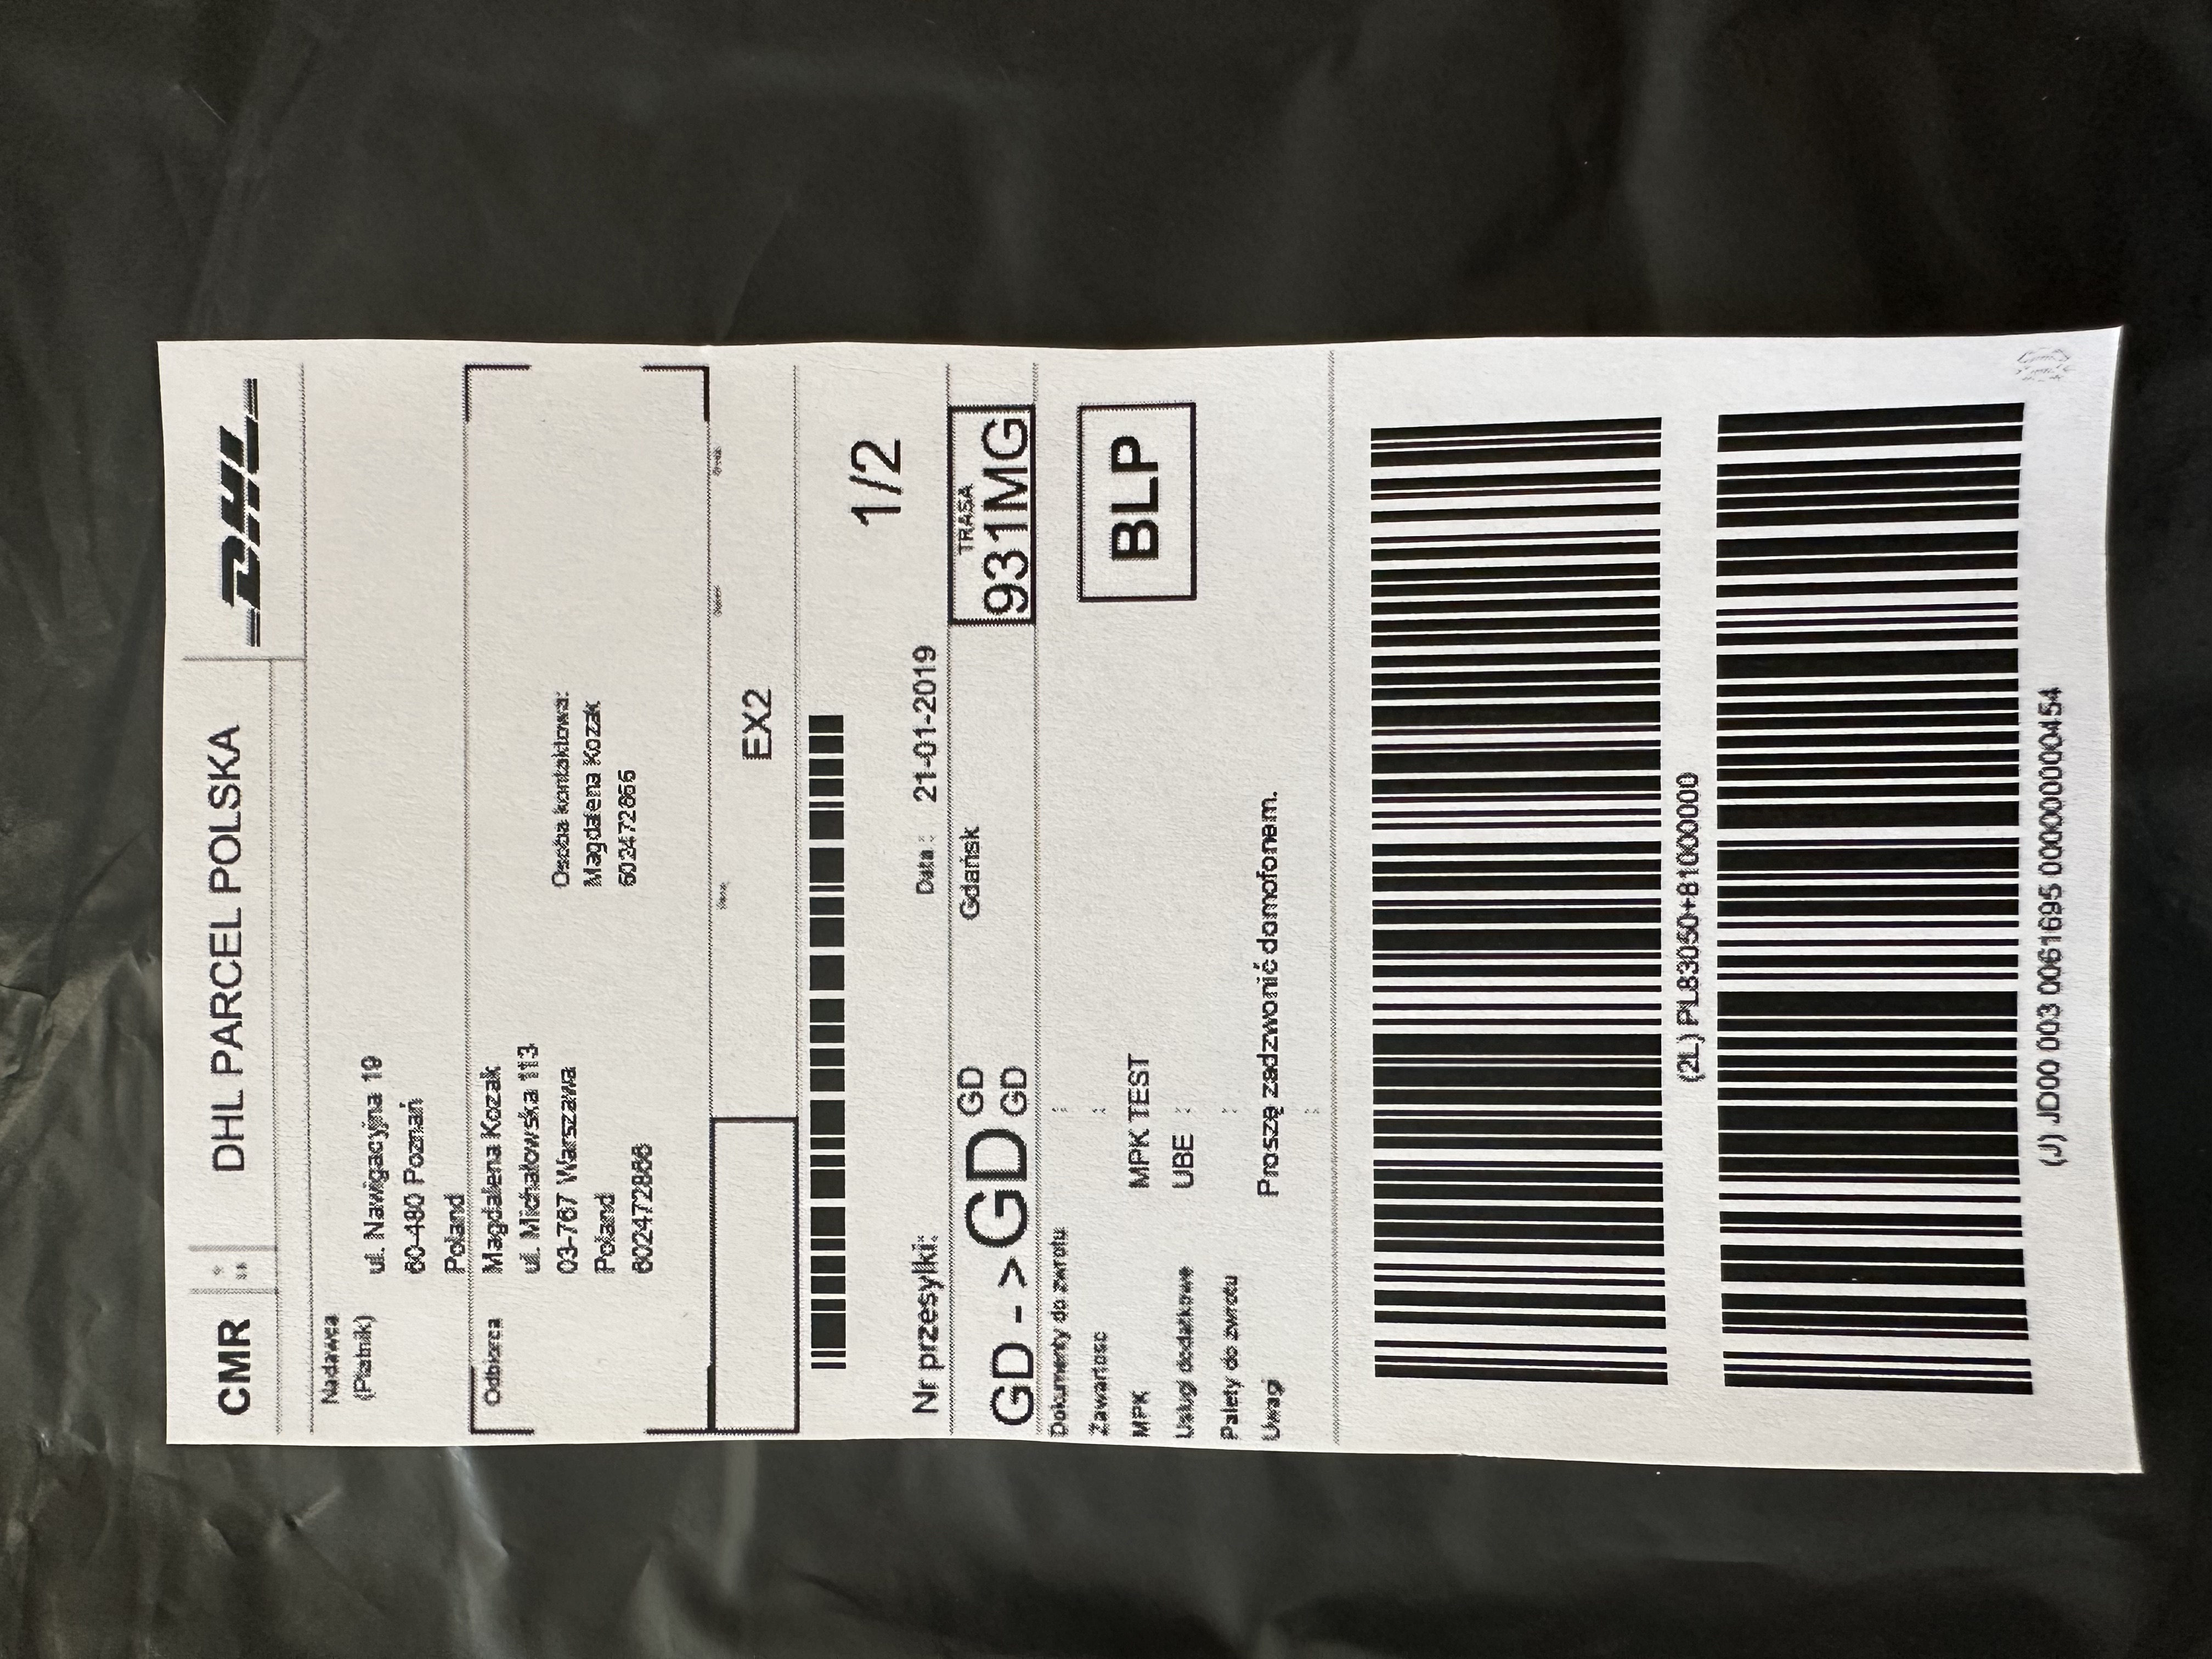 CMR
DHL PARCEL POLSKA
DHL
Nadawca
(Płatnik)
ul. Nawigacyjna 19
60-480 Poznań
Poland
Odbiorca
Magdalena Kozak
ul. Michałowska 113
03-767 Warszawa
Poland
602472866
Osoba kontaktowa:
Magdalena Kozak
602472866
EX2
1/2
Nr przesylki:
Data : 21-01-2019
GD - >GD
GD
GD
Gdańsk
TRASA
931MG
Dokumenty do zwrotu :
Zawartosc :
MPK MPK TEST
Usługi dodatkowe UBE :
Palety do zwrotu :
Uwagi Proszę zadzwonić domofonem.
:
BLP
(2L) PL83050+81000000
(J) JD00 003 0061695 000000000454